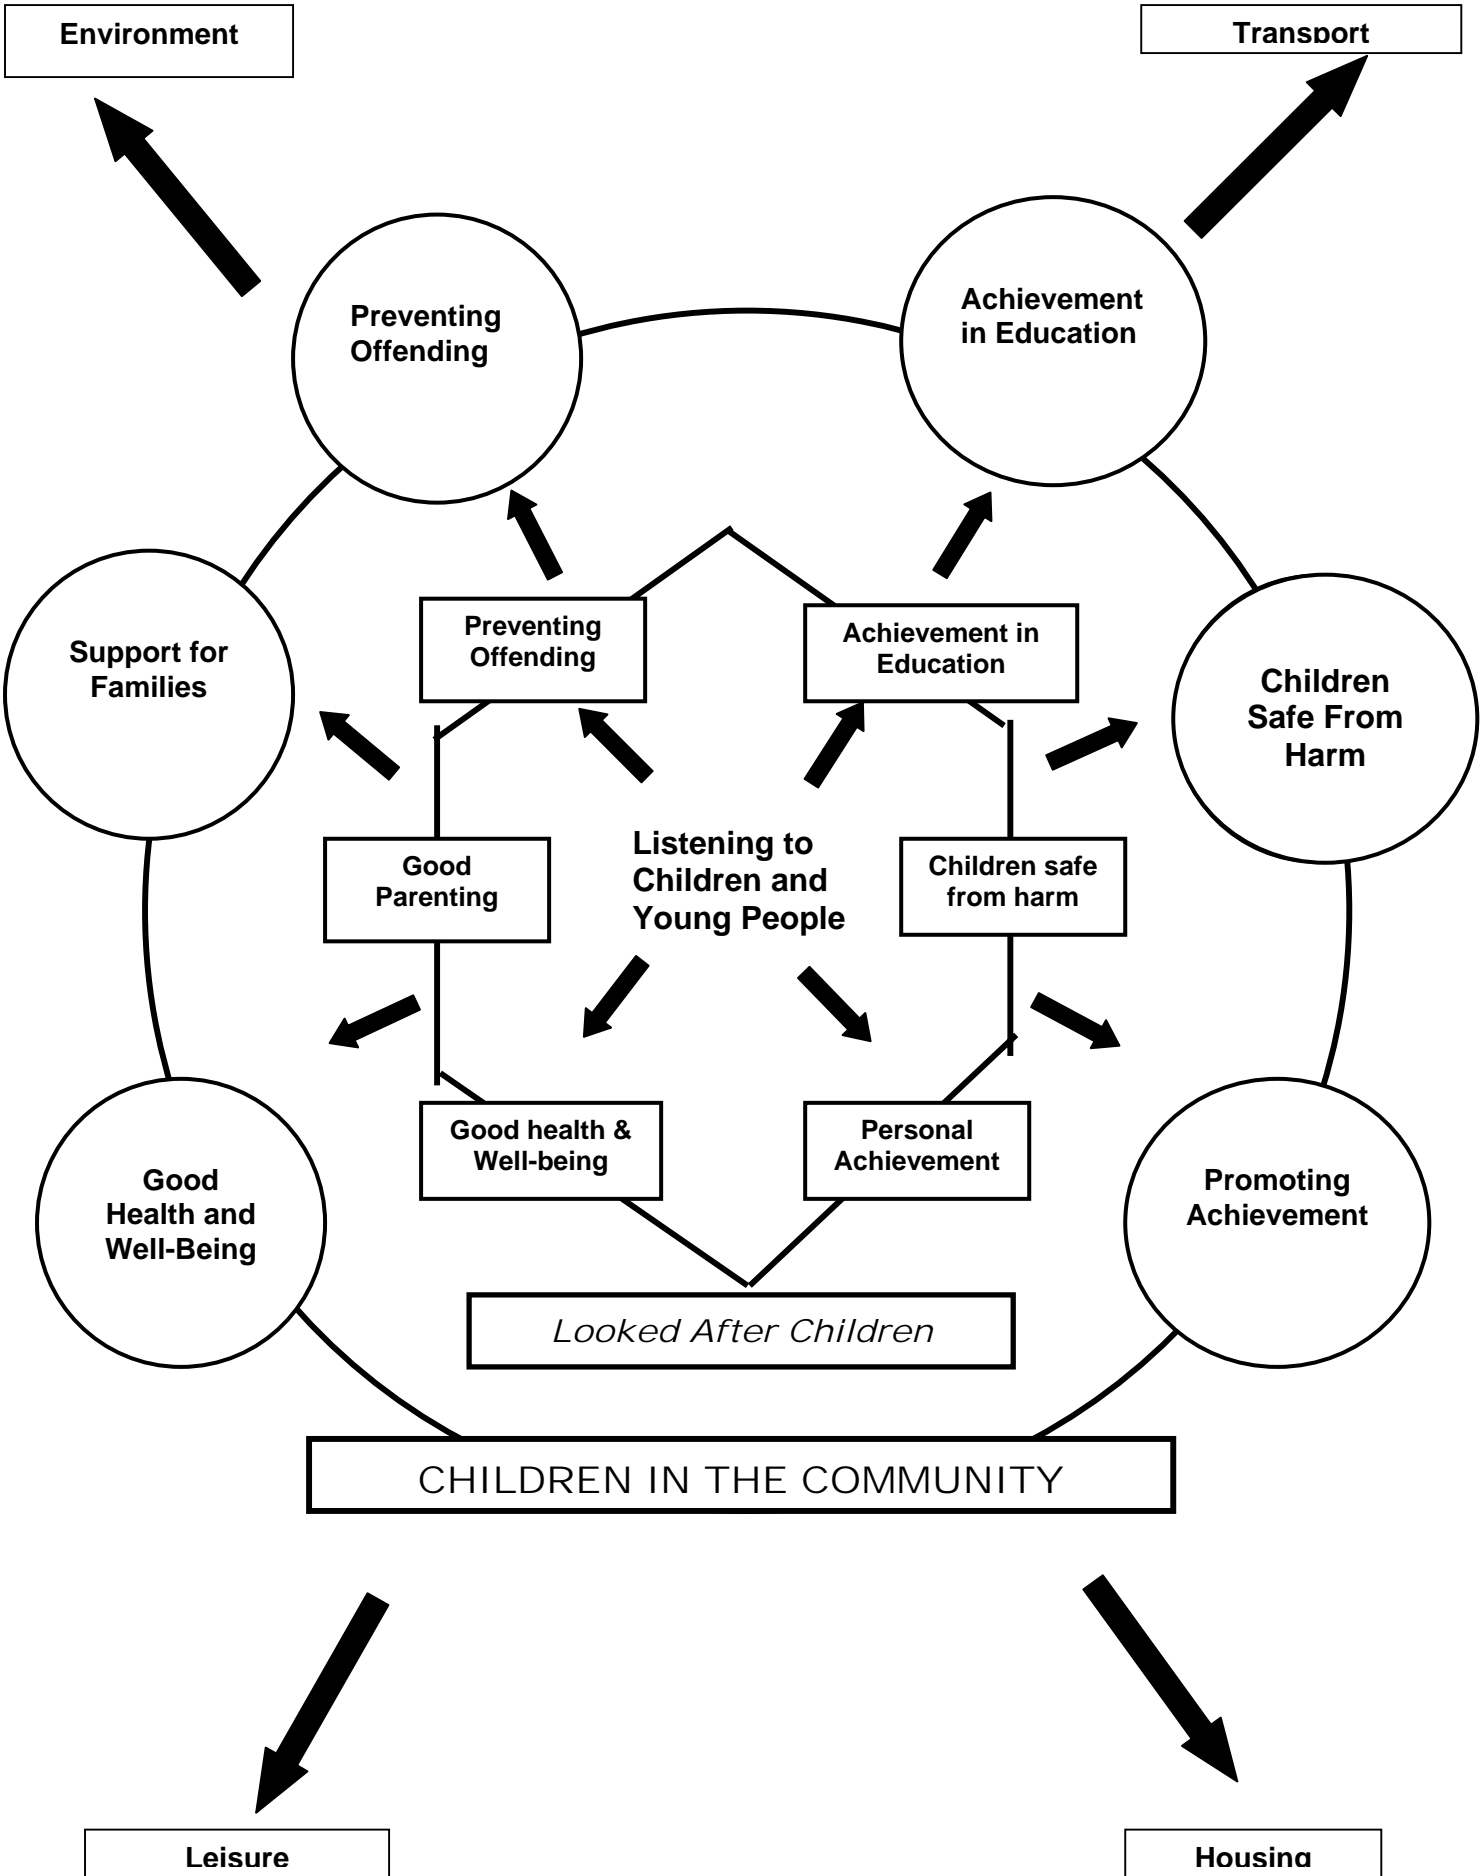 Environment
Transport
Preventing
Offending
Achievement
in Education
Support for
Families
Preventing
Offending
Achievement in
Education
Children
Safe From
Harm
Good
Parenting
Listening to
Children and
Young People
Children safe
from harm
Good
Health and
Well-Being
Good health &
Well-being
Personal
Achievement
Promoting
Achievement
Looked After Children
CHILDREN IN THE COMMUNITY
Leisure
Housing